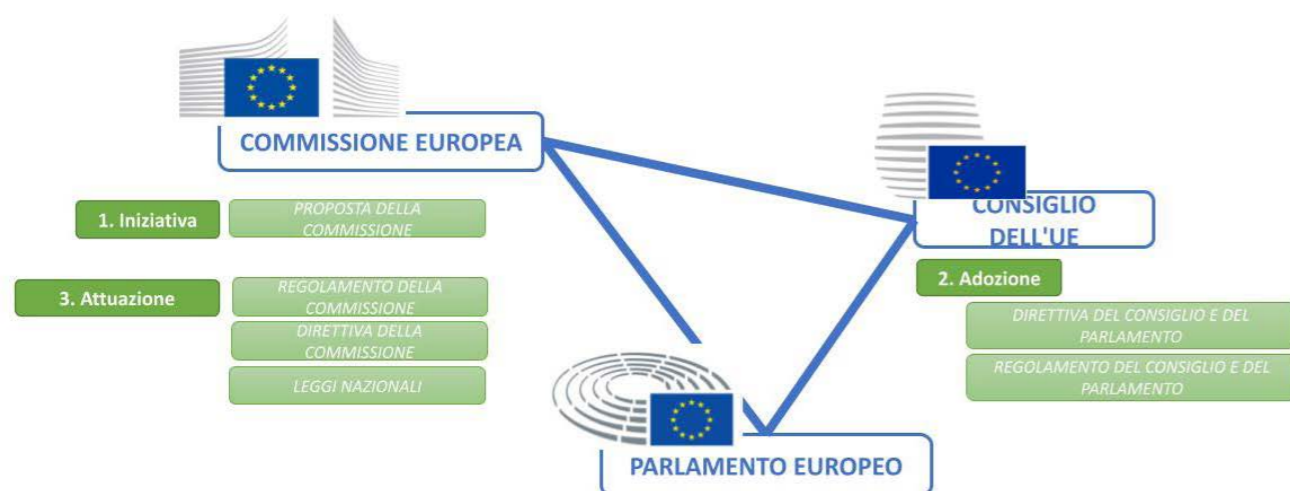 COMMISSIONE EUROPEA
1. Iniziativa
PROPOSTA DELLA
COMMISSIONE
3. Attuazione
REGOLAMENTO DELLA
COMMISSIONE
DIRETTIVA DELLA
COMMISSIONE
LEGGI NAZIONALI
CONSIGLIO
DELL'UE
2. Adozione
DIRETTIVA DEL CONSIGLIO E DEL
PARLAMENTO
REGOLAMENTO DEL CONSIGLIO E DEL
PARLAMENTO
PARLAMENTO EUROPEO